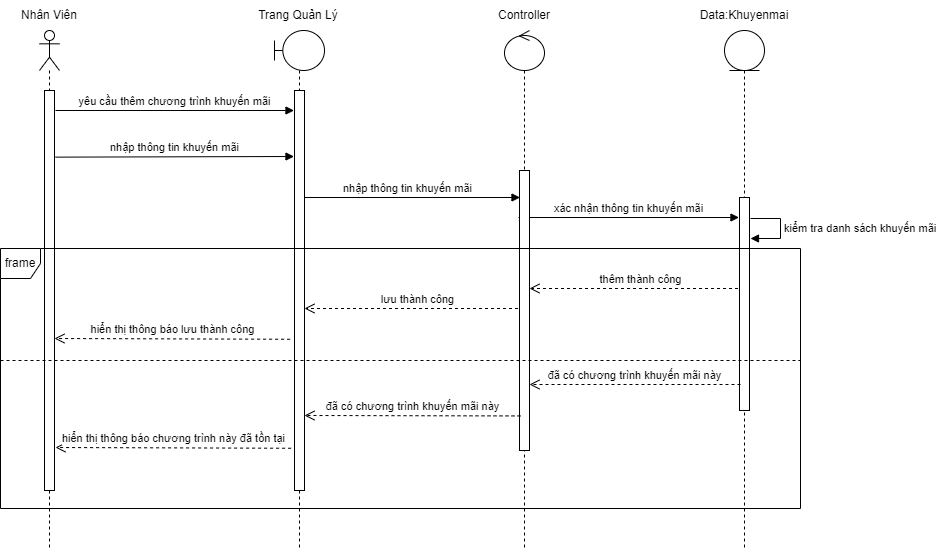 Nhân Viên
Trang Quản Lý
Controller
Data:Khuyenmai
yêu cầu thêm chương trình khuyến mãi
nhập thông tin khuyến mãi
nhập thông tin khuyến mãi
xác nhận thông tin khuyến mãi
kiểm tra danh sách khuyến mãi
frame
thêm thành công
lưu thành công
hiển thị thông báo lưu thành công
đã có chương trình khuyến mãi này
đã có chương trình khuyến mãi này
hiển thị thông báo chương trình này đã tồn tại